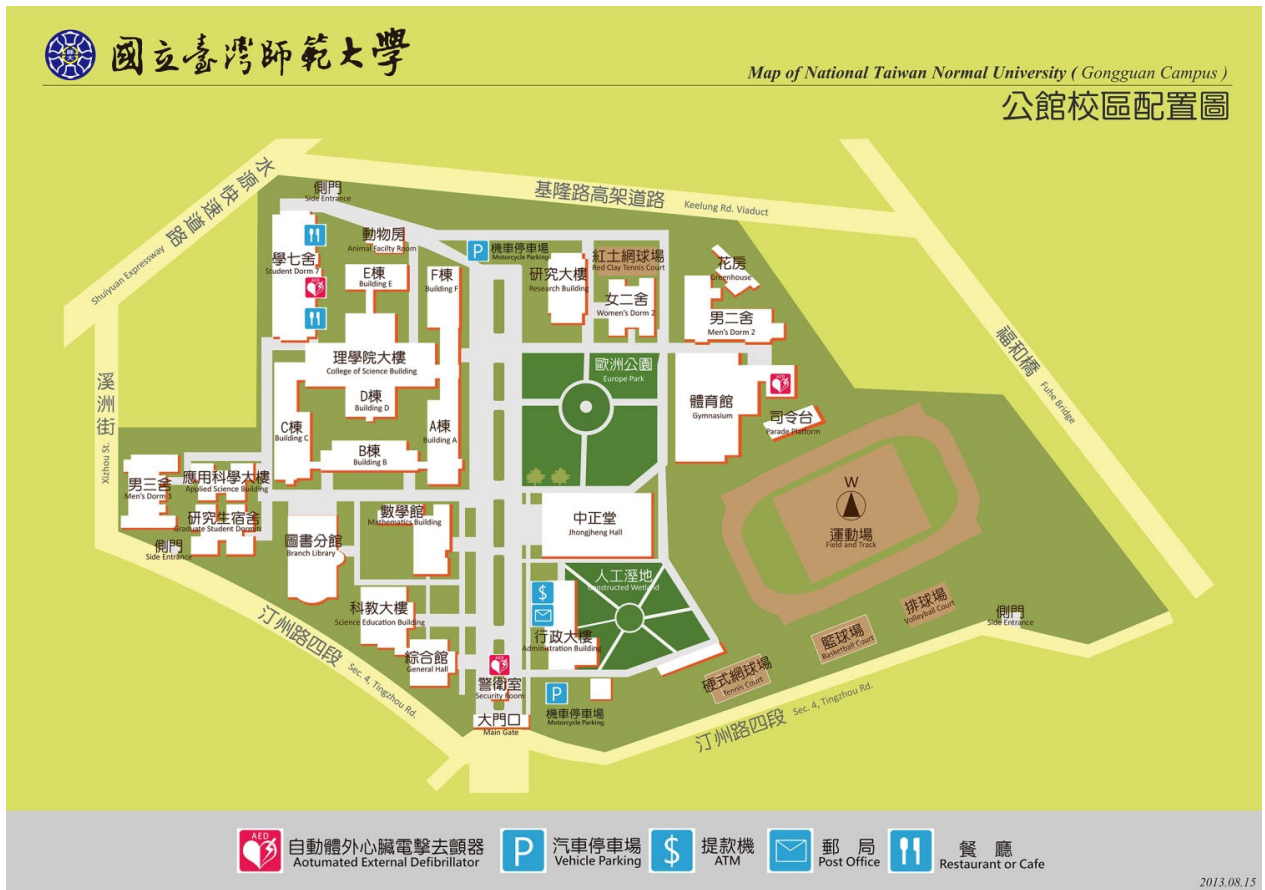 國立臺灣師範大學
Map of National Taiwan Normal University ( Gongguan Campus )
公館校區配置圖
水源快速道路
Shuiyuan Expressway
基隆路高架道路
Keelung Rd. Viaduct
側門
Side Entrance
動物房
Animal Facilty Room
機車停車場
Motorcycle Parking
學七舍
Student Dorm 7
AED
E棟
Building E
F棟
Building F
研究大樓
Research Building
紅土網球場
Red Clay Tennis Court
花房
Greenhouse
女二舍
Women's Dorm 2
男二舍
Men's Dorm 2
福和橋
Fuhe Bridge
理學院大樓
College of Science Building
歐洲公園
Europe Park
溪洲街
Xizhou St.
D棟
Building D
體育館
Gymnasium
AED
司令台
Parade Platform
C棟
Building C
A棟
Building A
B棟
Building B
男三舍
Men's Dorm 3
應用科學大樓
Applied Science Building
W
研究生宿舍
Graduate Student Dormito
數學館
Mathematics Building
中正堂
Jhongjheng Hall
運動場
Field and Track
側門
Side Entrance
圖書分館
Branch Library
人工溼地
Constructed Wetland
科教大樓
Science Education Building
排球場
Volleyball Court
側門
Side Entrance
汀州路四段
Sec. 4, Tingzhou Rd.
行政大樓
Administration Building
籃球場
Basketball Court
綜合館
General Hall
AED
警衛室
Security Room
硬式網球場
Tennis Court
P
機車停車場
Motorcycle Parking
大門口
Main Gate
汀州路四段
Sec. 4, Tingzhou Rd.
AED
自動體外心臟電擊去顫器
Aotumated External Defibrillator
P
汽車停車場
Vehicle Parking
$
提款機
ATM
郵 局
Post Office
餐 廳
Restaurant or Cafe
2013.08.15